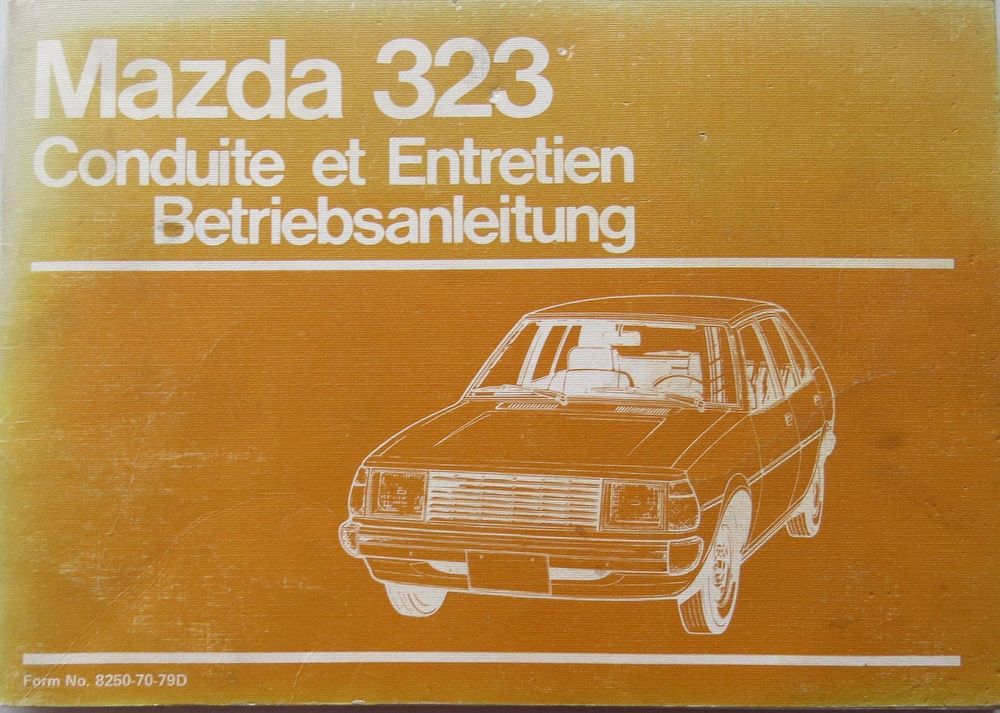 Mazda 323
Conduite et Entretien
Betriebsanleitung
Form No. 8250-70-79D